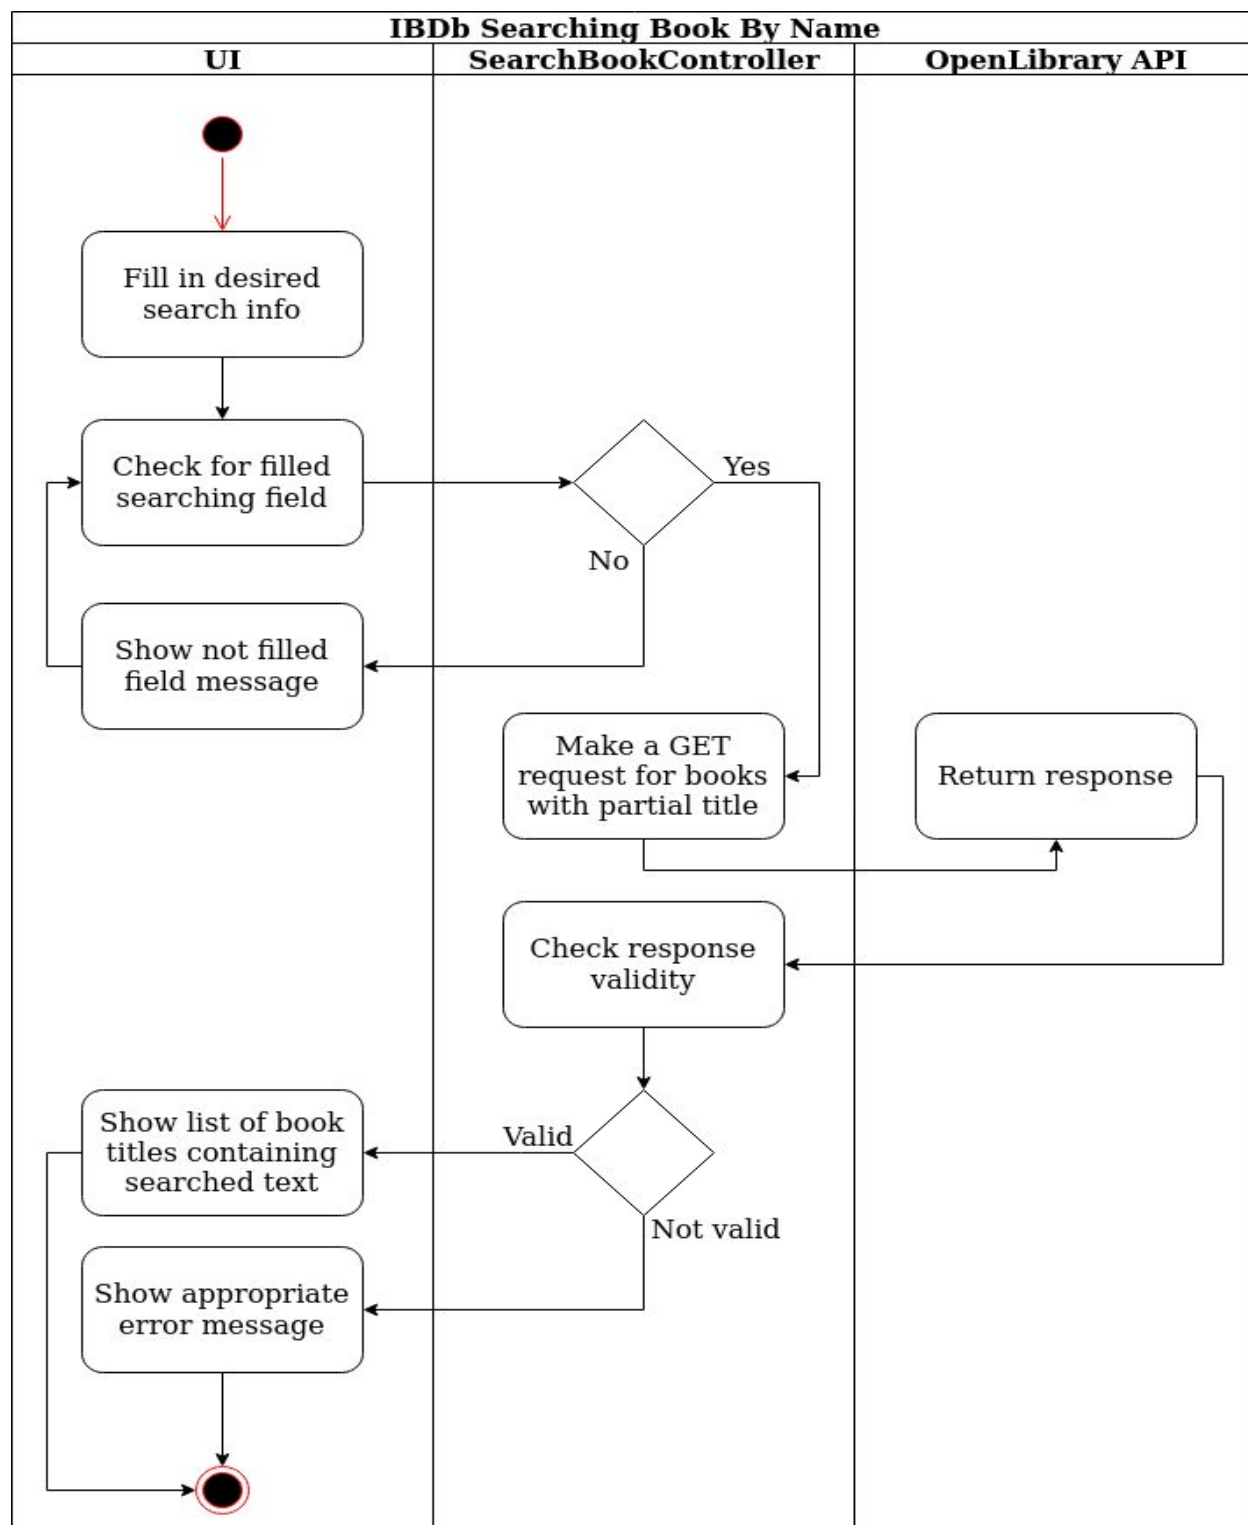 IBDb Searching Book By Name
UI
SearchBookController
OpenLibrary API
Fill in desired
search info
Check for filled
searching field
Yes
No
Show not filled
field message
Make a GET
request for books
with partial title
Return response
Check response
validity
Show list of book
titles containing
searched text
Valid
Not valid
Show appropriate
error message